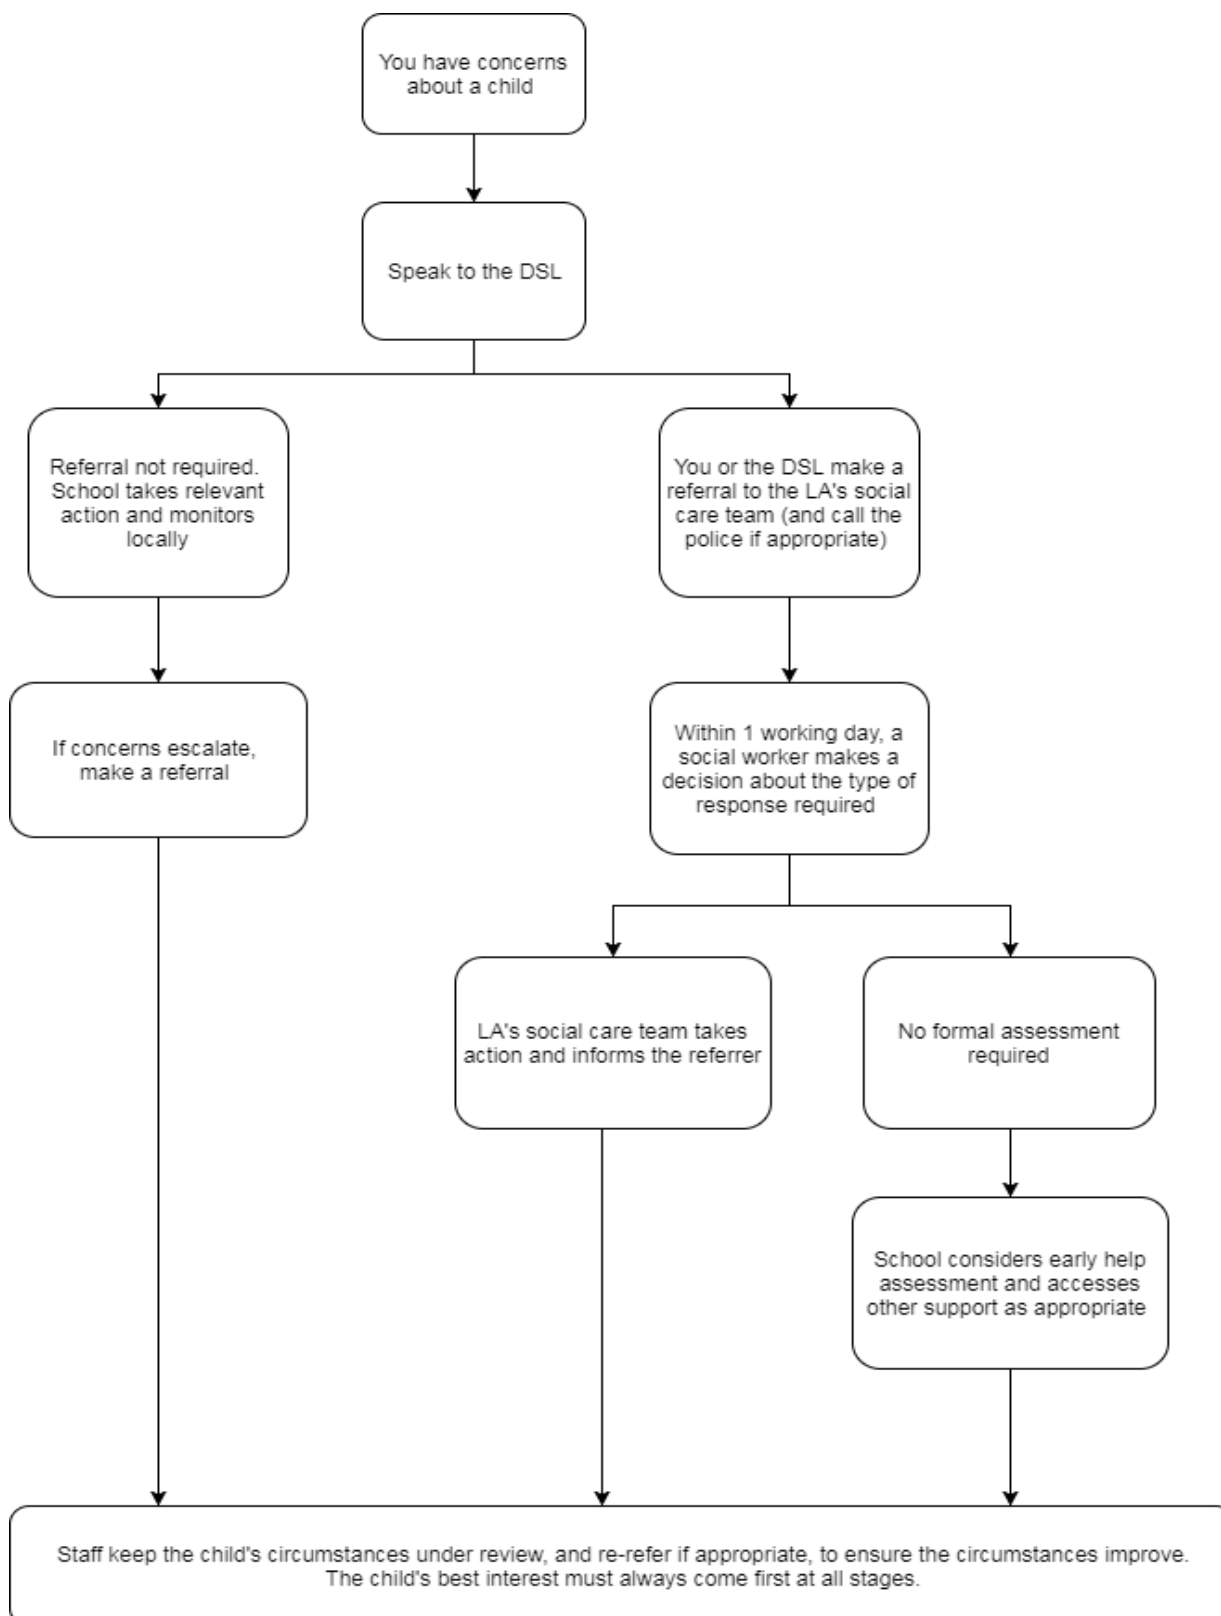 You have concerns
about a child
Speak to the DSL
Referral not required.
School takes relevant
action and monitors
locally
You or the DSL make a
referral to the LA's social
care team (and call the
police if appropriate)
If concerns escalate,
make a referral
Within 1 working day, a
social worker makes a
decision about the type of
response required
LA's social care team takes
action and informs the referrer
No formal assessment
required
School considers early help
assessment and accesses
other support as appropriate
Staff keep the child's circumstances under review, and re-refer if appropriate, to ensure the circumstances improve.
The child's best interest must always come first at all stages.